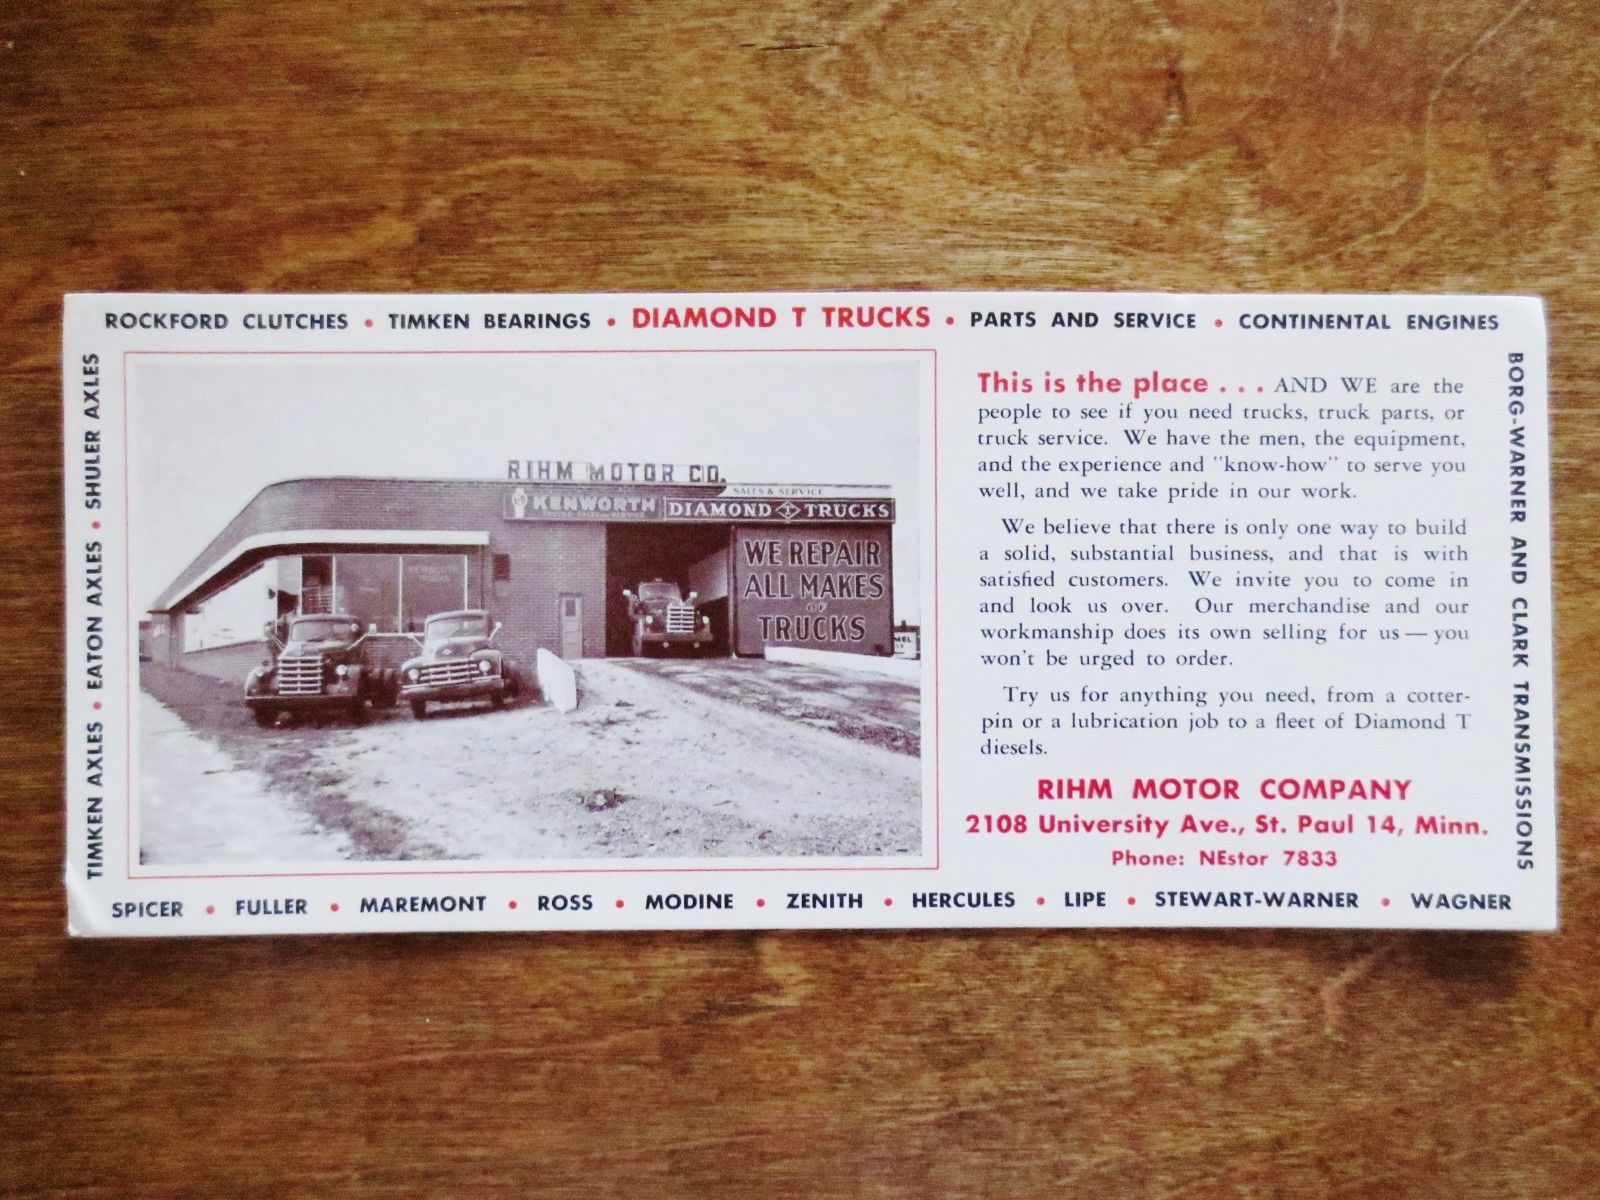 ROCKFORD CLUTCHES • TIMKEN BEARINGS • DIAMOND T TRUCKS • PARTS AND SERVICE • CONTINENTAL ENGINES
TIMKEN AXLES • EATON AXLES • SHULER AXLES
RIHM MOTOR CO.
SALES & SERVICE
KENWORTH
DIAMOND T TRUCKS
WE REPAIR
ALL MAKES
OF
TRUCKS
This is the place . . . AND WE are the
people to see if you need trucks, truck parts, or
truck service. We have the men, the equipment,
and the experience and "know-how" to serve you
well, and we take pride in our work.
We believe that there is only one way to build
a solid, substantial business, and that is with
satisfied customers. We invite you to come in
and look us over. Our merchandise and our
workmanship does its own selling for us — you
won't be urged to order.
Try us for anything you need, from a cotter-
pin or a lubrication job to a fleet of Diamond T
diesels.
RIHM MOTOR COMPANY
2108 University Ave., St. Paul 14, Minn.
Phone: NEstor 7833
BORG-WARNER AND CLARK TRANSMISSIONS
SPICER • FULLER • MAREMONT • ROSS • MODINE • ZENITH • HERCULES • LIPE • STEWART-WARNER • WAGNER